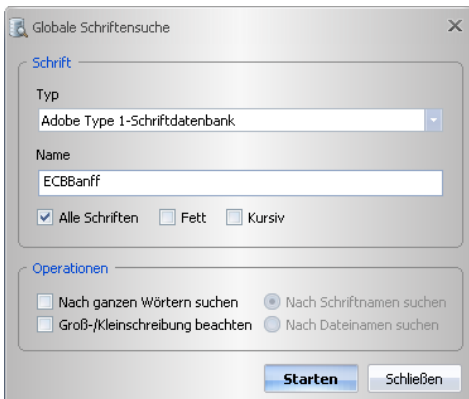 Globale Schriftensuche
Schrift
Typ
Adobe Type 1-Schriftdatenbank
Name
ECBBanff
Alle Schriften Fett Kursiv
Operationen
Nach ganzen Wörtern suchen Nach Schriftnamen suchen
Groß-/Kleinschreibung beachten Nach Dateinamen suchen
Starten Schließen